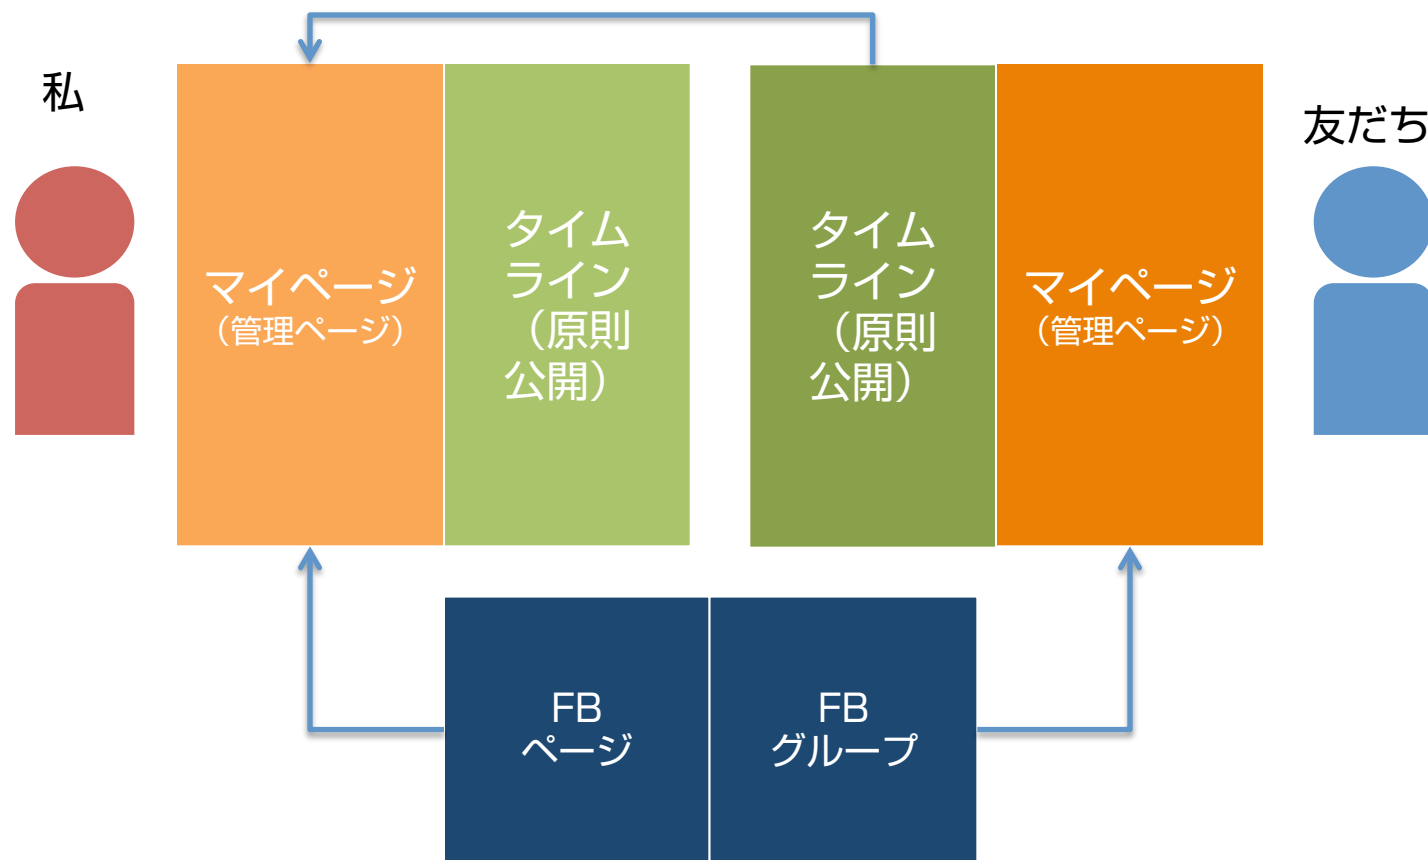 私
友だち
マイページ
（管理ページ）
タイム
ライン
（原則
公開）
タイム
ライン
（原則
公開）
マイページ
（管理ページ）
FB
ページ
FB
グループ